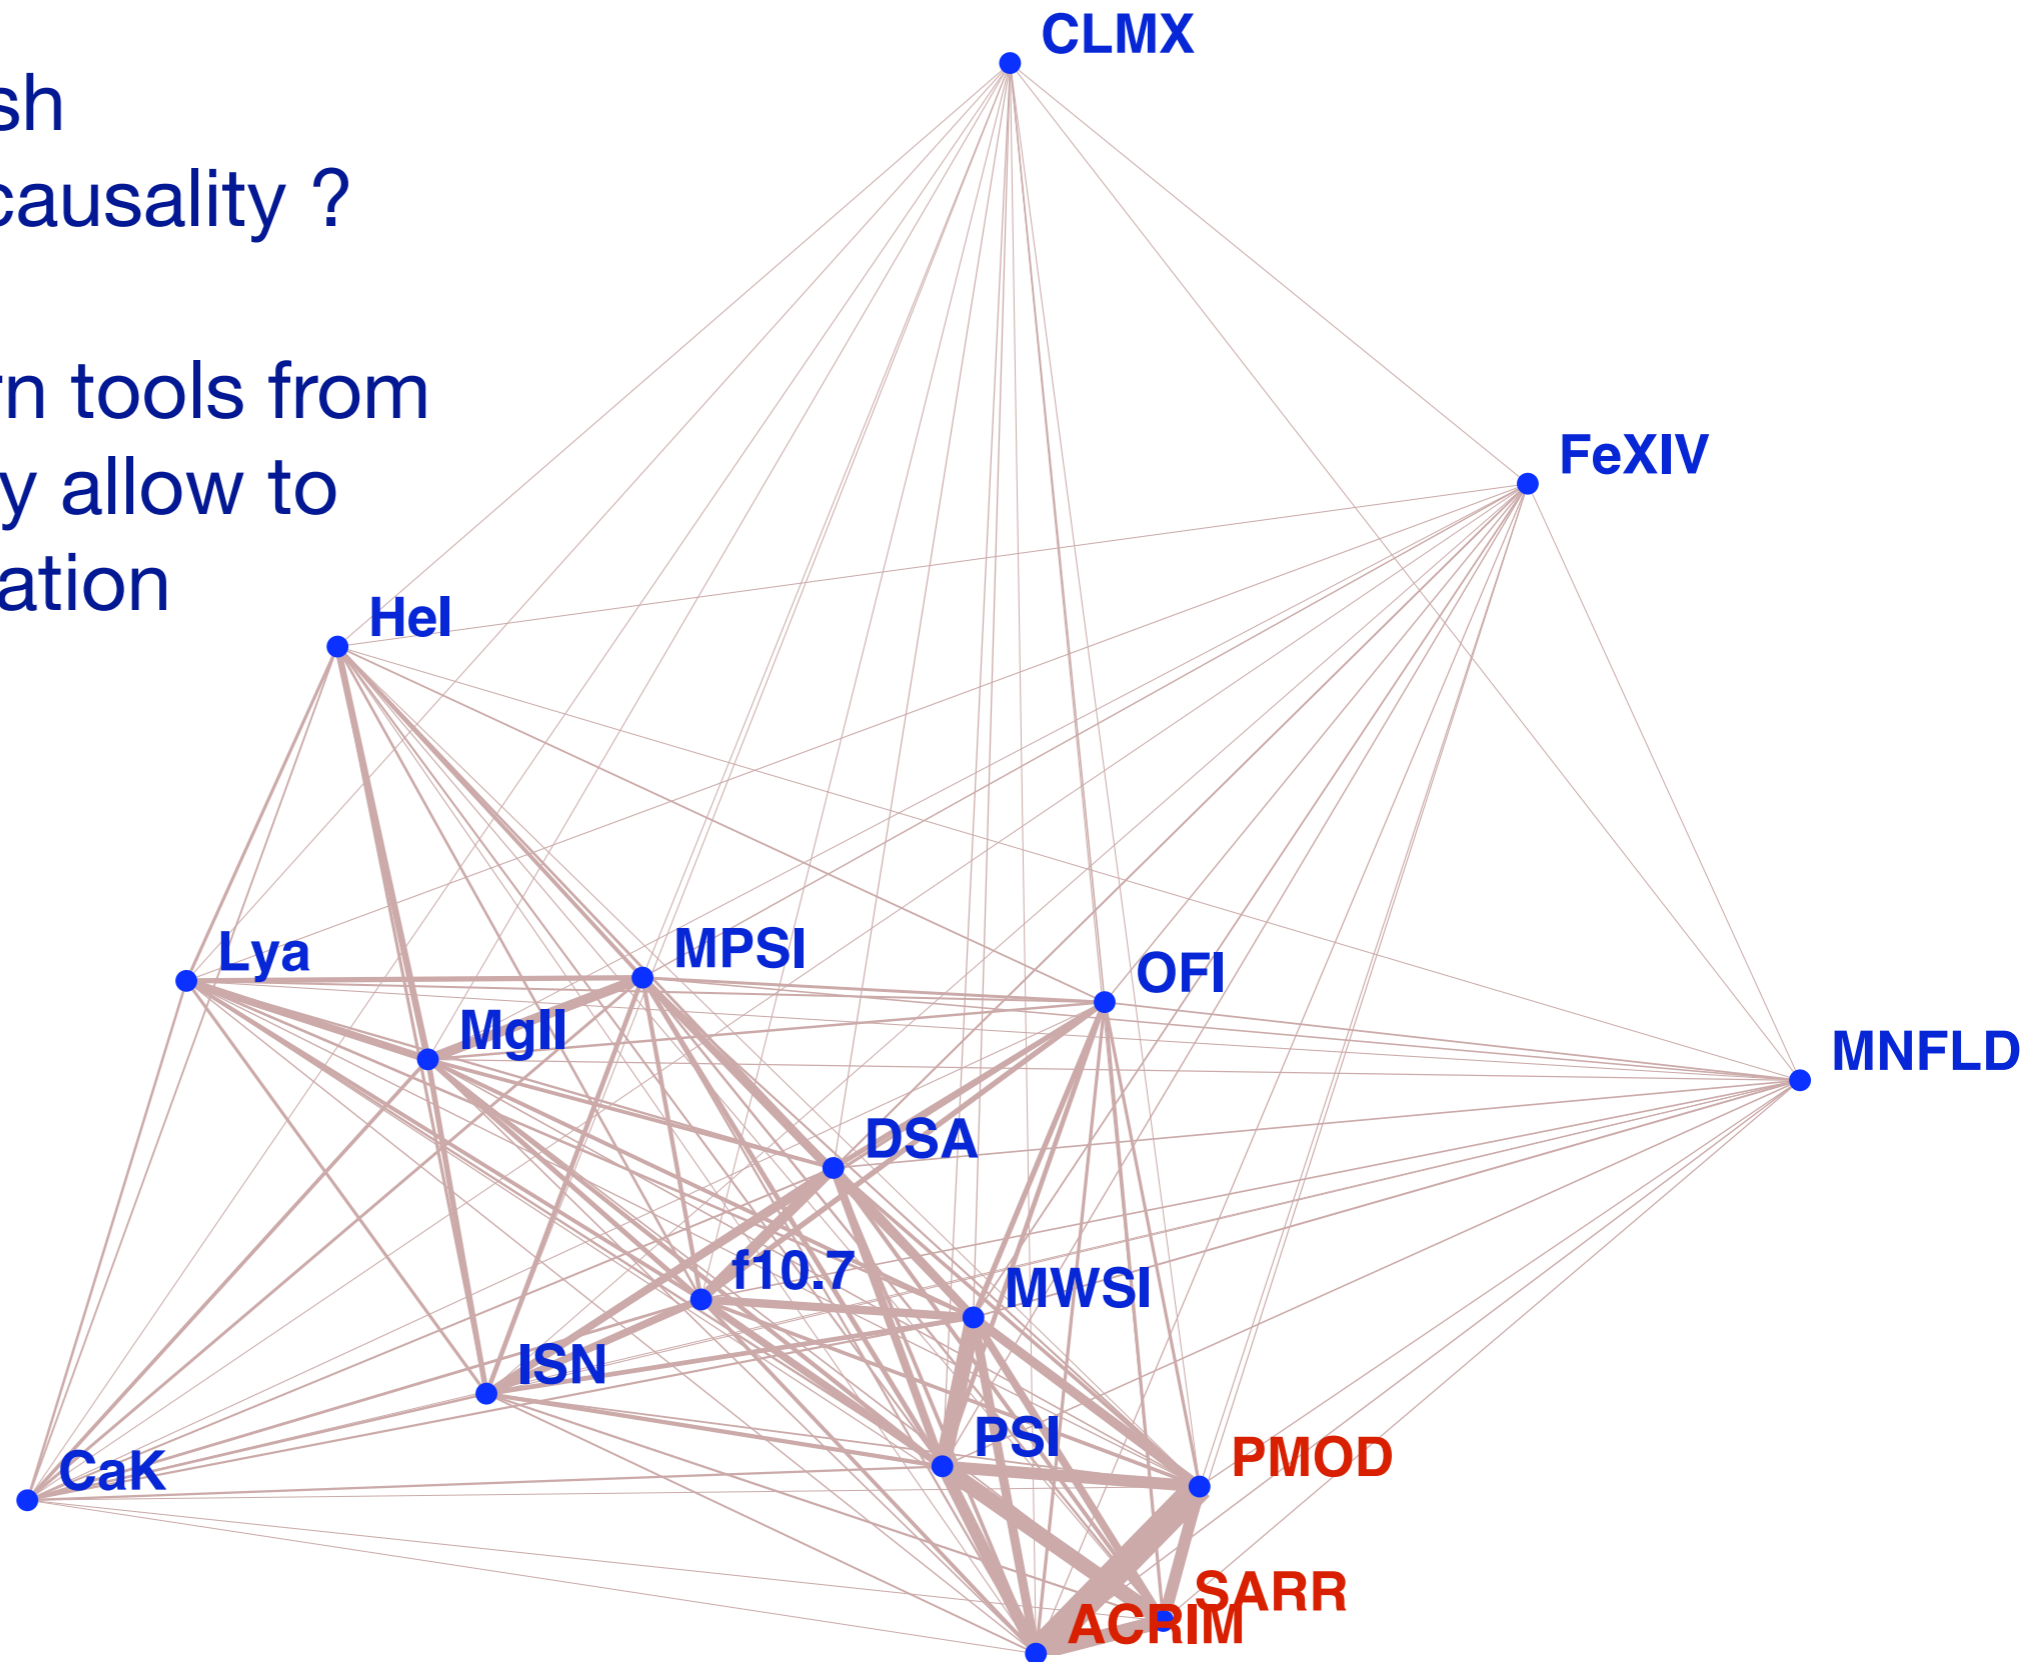 sh
causality ?
rn tools from
y allow to
ation
CLMX
FeXIV
HeI
Lya
MPSI
OFI
MgII
MNFLD
DSA
f10.7
MWSI
ISN
PSI
PMOD
CaK
SARR
ACRIM